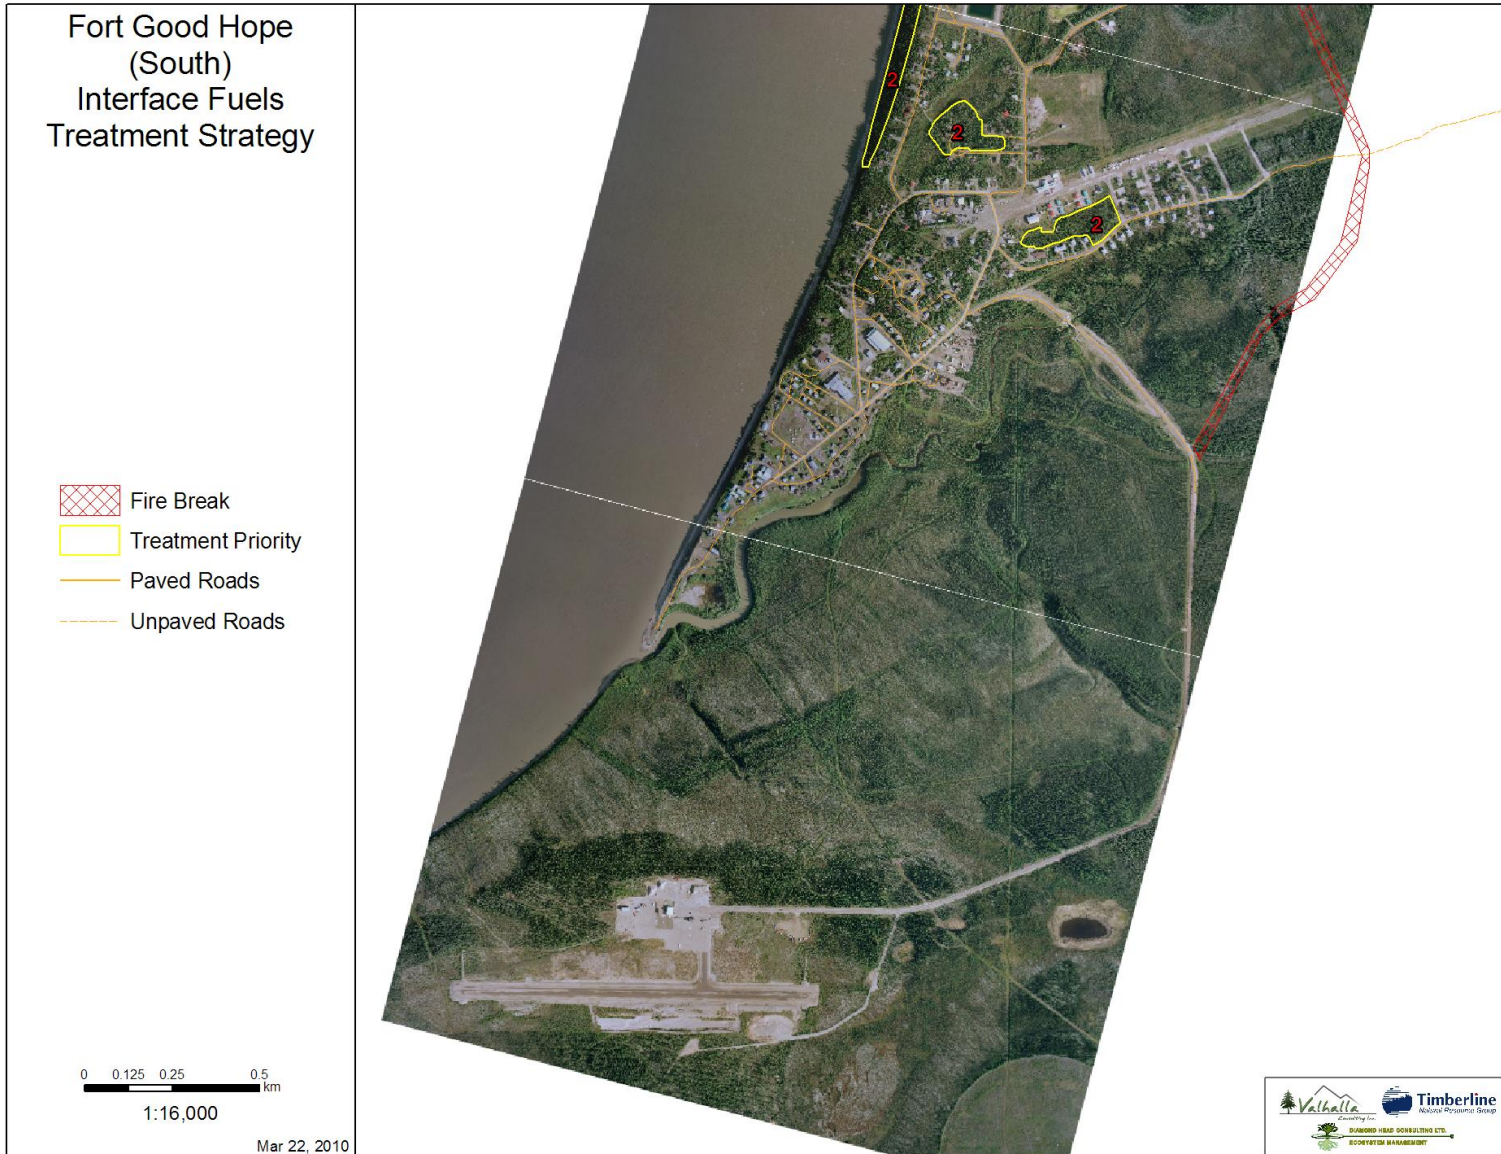 Fort Good Hope
(South)
Interface Fuels
Treatment Strategy
2
2
2
Fire Break
Treatment Priority
Paved Roads
Unpaved Roads
0 0.125 0.25 0.5
km
1:16,000
Mar 22, 2010
Valhalla
Consulting Inc.
Timberline
Natural Resource Group
DIAMOND HEAD CONSULTING LTD.
ECOSYSTEM MANAGEMENT